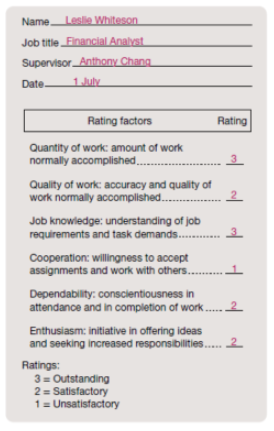 Name Leslie Whiteson
Job title Financial Analyst
Supervisor Anthony Chang
Date 1 July
Rating factors Rating
Quantity of work: amount of work
normally accomplished 3
Quality of work: accuracy and quality of
work normally accomplished 2
Job knowledge: understanding of job
requirements and task demands 3
Cooperation: willingness to accept
assignments and work with others 1
Dependability: conscientiousness in
attendance and in completion of work 2
Enthusiasm: initiative in offering ideas
and seeking increased responsibilities 2
Ratings:
3 = Outstanding
2 = Satisfactory
1 = Unsatisfactory